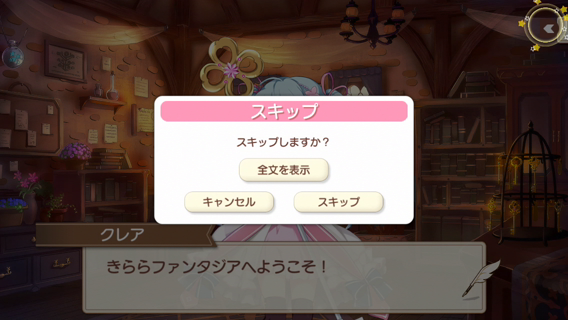 スキップ
スキップしますか？
全文を表示
キャンセル
スキップ
クレア
きららファンタジアへようこそ！